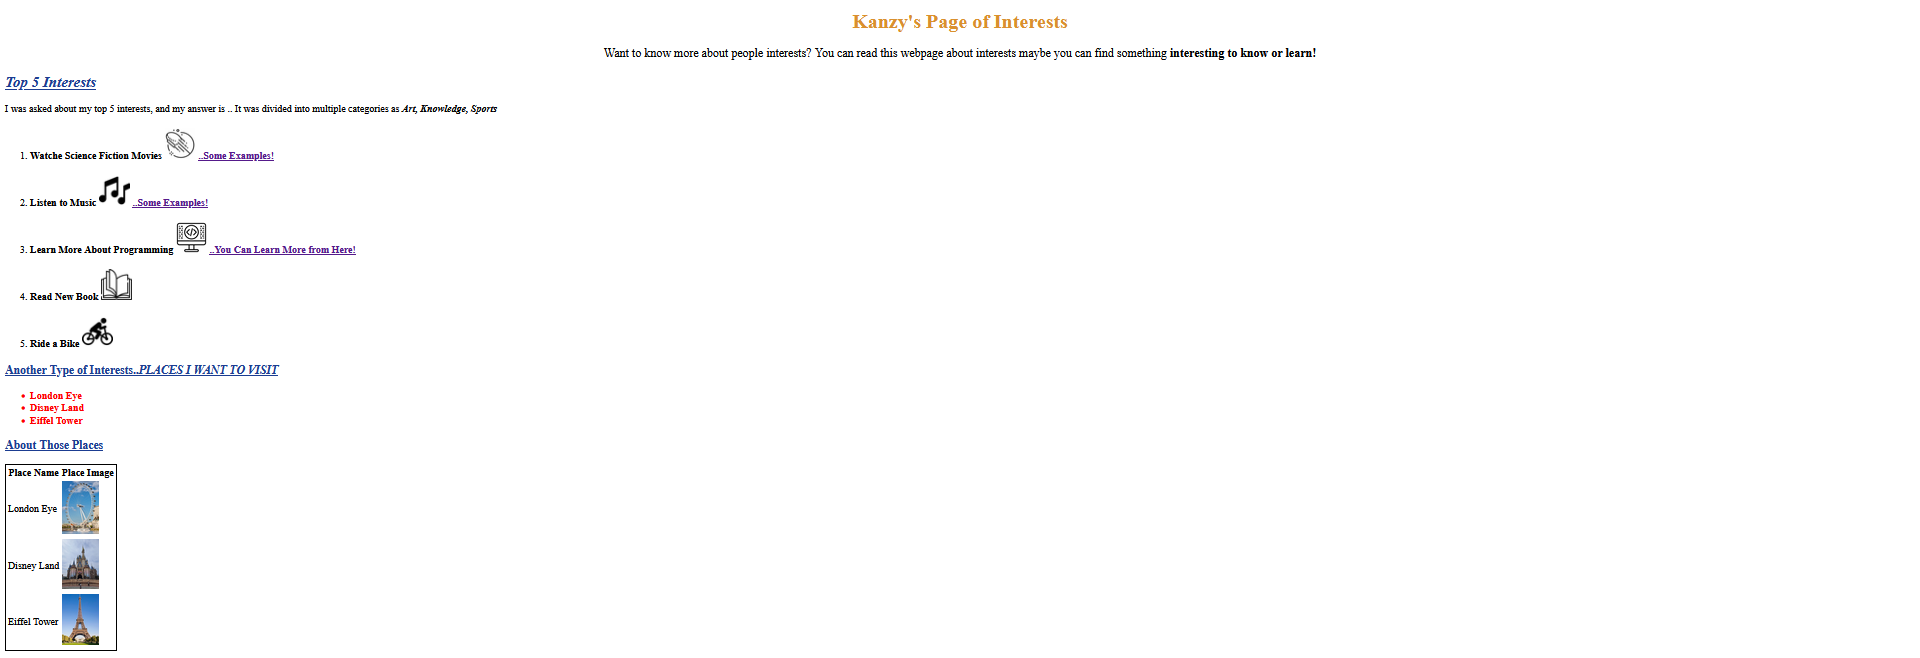 Kanzy's Page of Interests
Want to know more about people interests? You can read this webpage about interests maybe you can find something interesting to know or learn!
Top 5 Interests
I was asked about my top 5 interests, and my answer is .. It was divided into multiple categories as Art, Knowledge, Sports
1. Watche Science Fiction Movies ..Some Examples!
2. Listen to Music ..Some Examples!
3. Learn More About Programming ..You Can Learn More from Here!
4. Read New Book
5. Ride a Bike
Another Type of Interests..PLACES I WANT TO VISIT
• London Eye
• Disney Land
• Eiffel Tower
About Those Places
Place Name Place Image
London Eye
Disney Land
Eiffel Tower